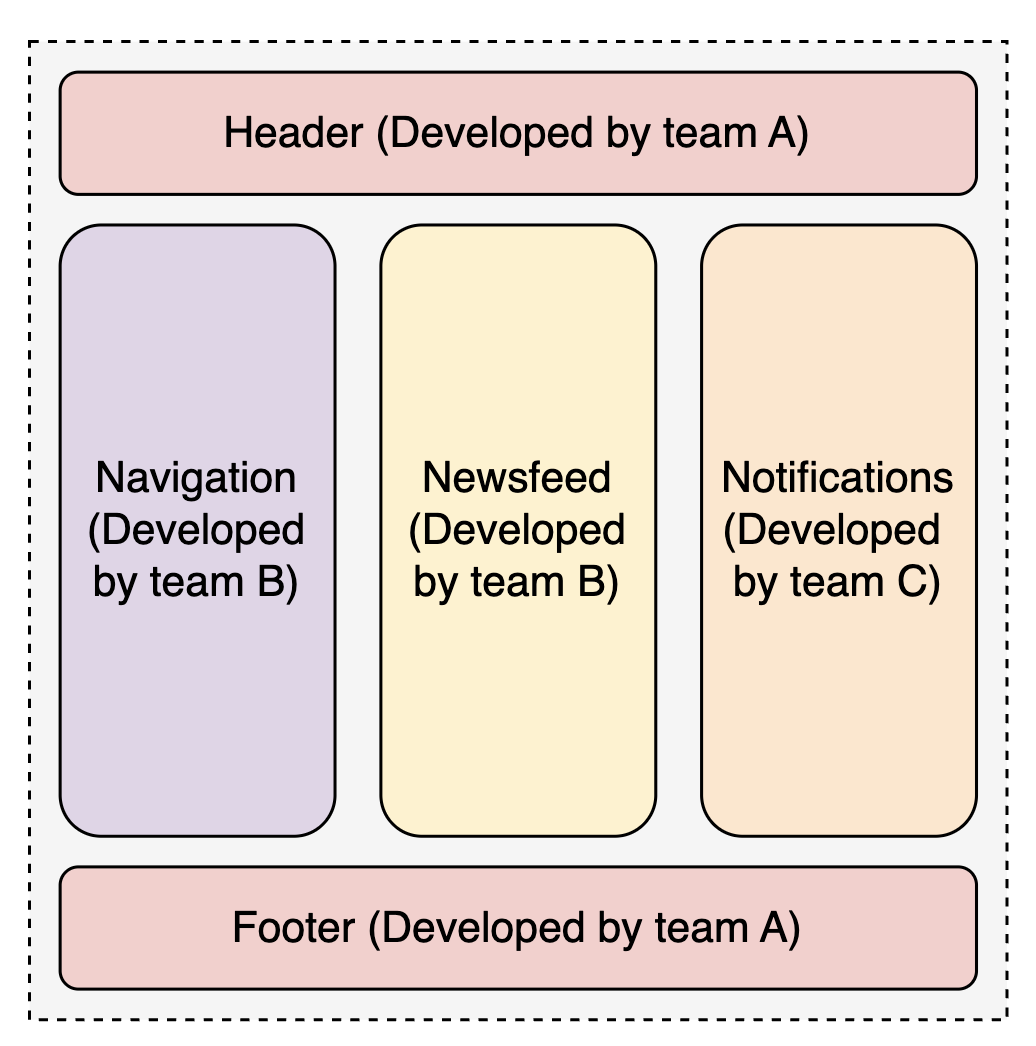 Header (Developed by team A)
Navigation
(Developed
by team B)
Newsfeed
(Developed
by team B)
Notifications
(Developed
by team C)
Footer (Developed by team A)